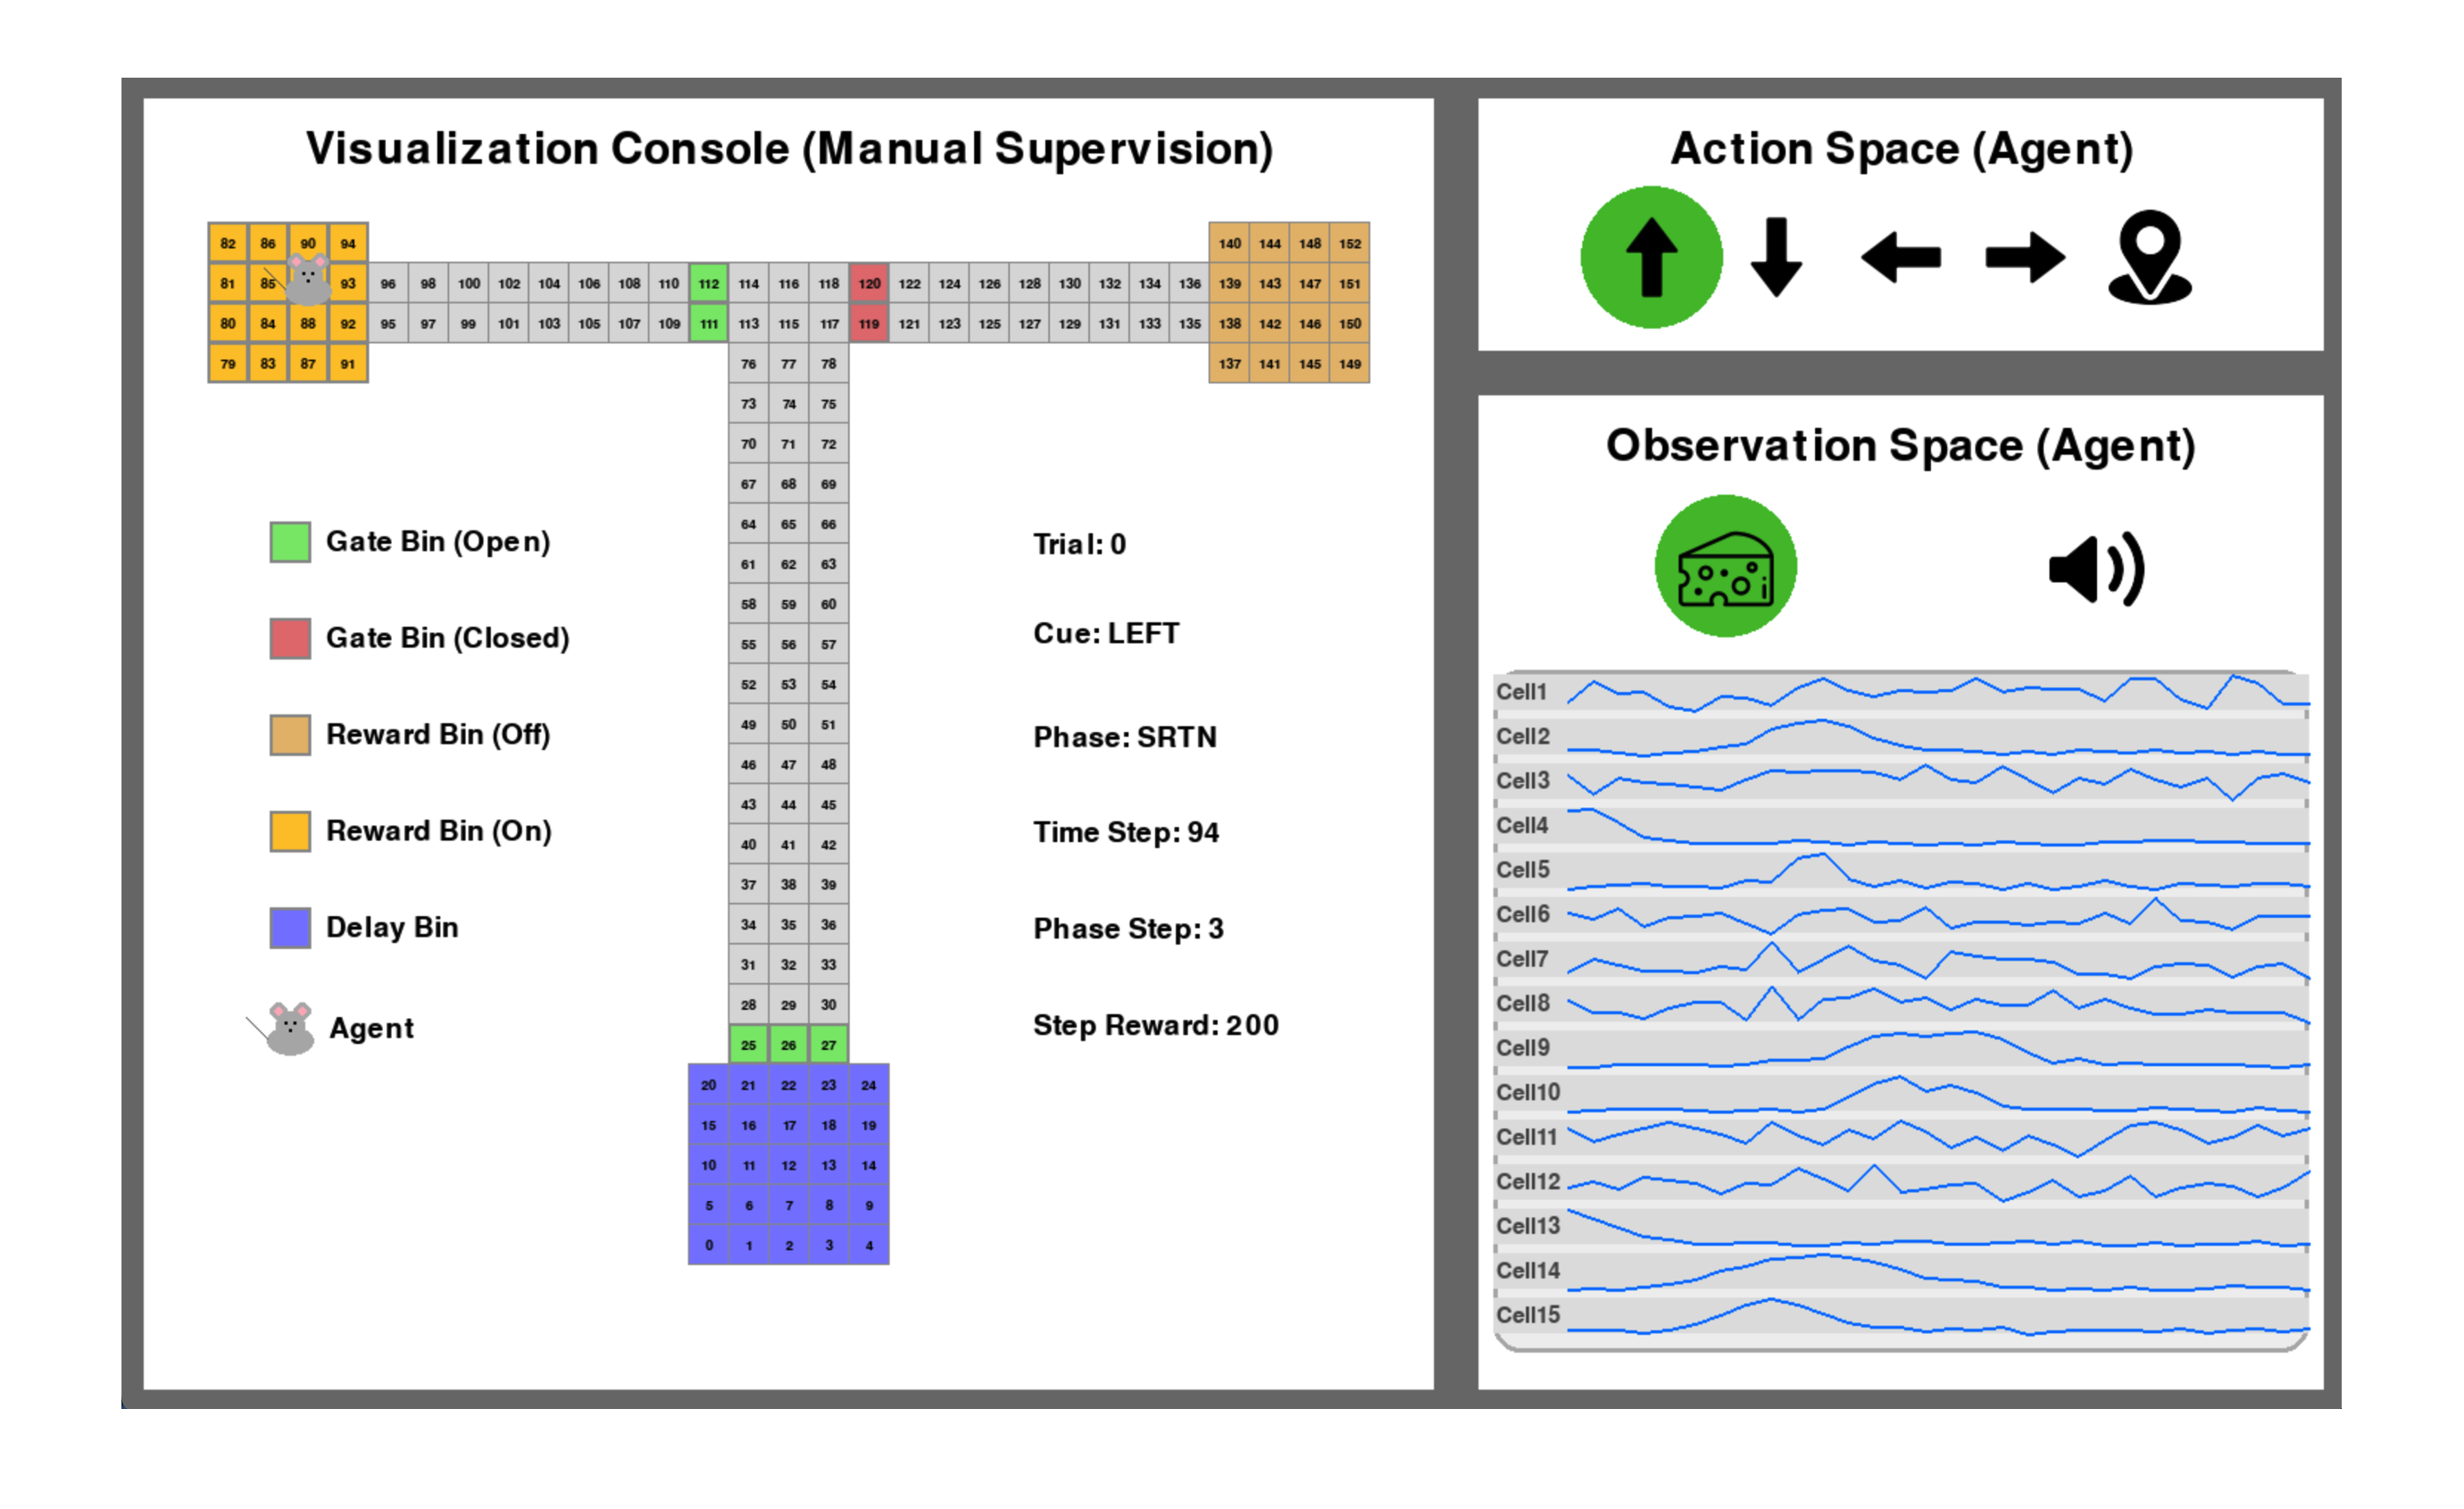 Visualization Console (Manual Supervision)
82 86 90 94
81 85 93 96 98 100 102 104 106 108 110 112 114 116 118 120 122 124 126 128 130 132 134 136 139 143 147 151
80 84 88 92 95 97 99 101 103 105 107 109 111 113 115 117 119 121 123 125 127 129 131 133 135 138 142 146 150
79 83 87 91 76 77 78 137 141 145 149
140 144 148 152
73 74 75
70 71 72
67 68 69
64 65 66
61 62 63
58 59 60
55 56 57
52 53 54
49 50 51
46 47 48
43 44 45
40 41 42
37 38 39
34 35 36
31 32 33
28 29 30
25 26 27
20 21 22 23 24
15 16 17 18 19
10 11 12 13 14
5 6 7 8 9
0 1 2 3 4
Gate Bin (Open)
Gate Bin (Closed)
Reward Bin (Off)
Reward Bin (On)
Delay Bin
Agent
Trial: 0
Cue: LEFT
Phase: SRTN
Time Step: 94
Phase Step: 3
Step Reward: 200
Action Space (Agent)
Observation Space (Agent)
Cell1
Cell2
Cell3
Cell4
Cell5
Cell6
Cell7
Cell8
Cell9
Cell10
Cell11
Cell12
Cell13
Cell14
Cell15